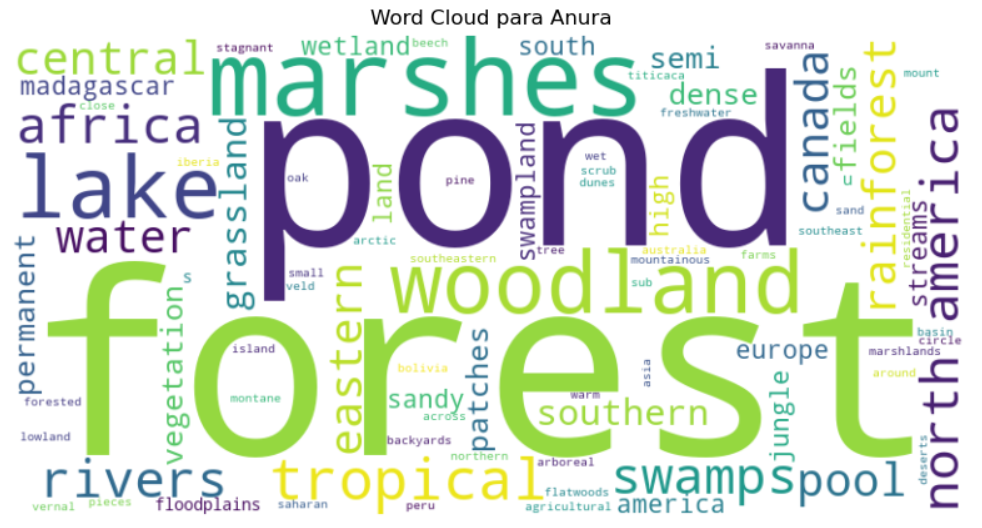 Word Cloud para Anura
central
stagnant
wetland
beech
south
semi
savanna
madagascar
marshes
titicaca
dense
canada
fields
rainforest
mount
close
africa
freshwater
iberia
lake
grassland
pond
oak
land
pine
swampland
wet
scrub
dunes
high
sand
north america
water
arctic
tree
australia
mountainous
farms
southeast
streams
residential
permanent
s
small
veld
southeastern
woodland
sub
forest
vegetation
eastern
island
patches
europe
asia
basin
circle
marshlands
bolivia
around
montane
sandy
across
warm
southern
jungle
forested
lowland
backyards
northern
arboreal
deserts
rivers
tropical
swamps
pool
vernal
pieces
floodplains
saharan
peru
flatwoods
agricultural
america